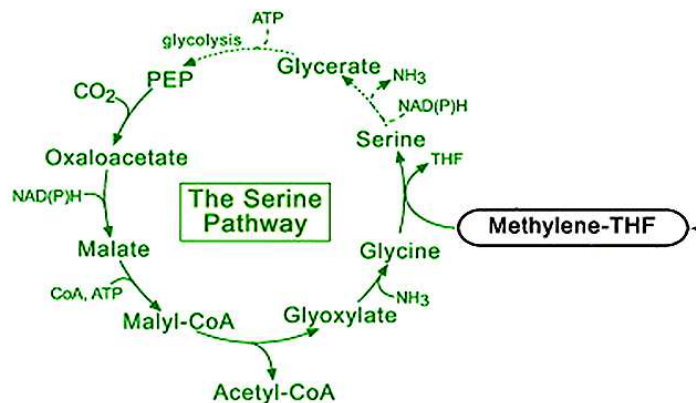 ATP
glycolysis
Glycerate
PEP
NH3
CO2
NAD(P)H
Serine
Oxaloacetate
THF
NAD(P)H
The Serine
Pathway
Methylene-THF
Malate
Glycine
CoA, ATP
NH3
Malyl-CoA
Glyoxylate
Acetyl-CoA